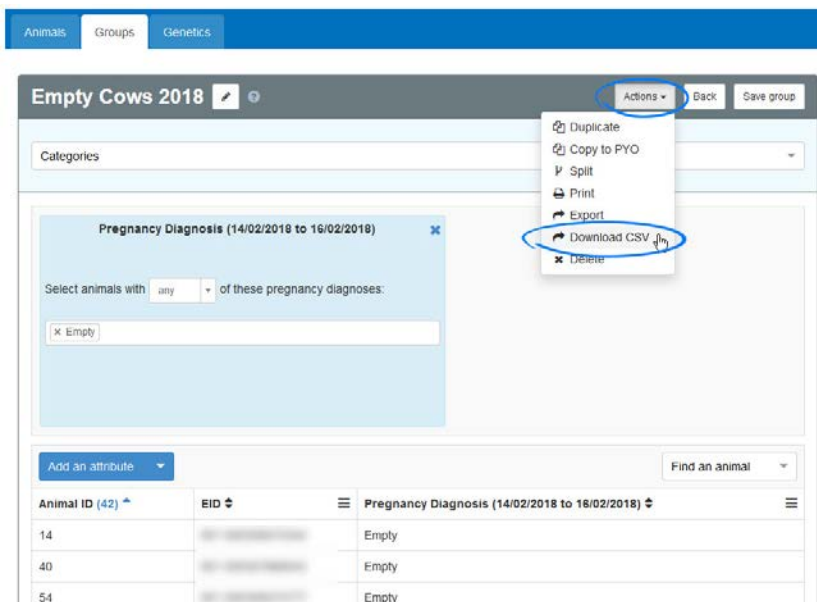 Animals Groups Genetics
Empty Cows 2018
Actions Back Save group
Duplicate
Copy to PYO
Split
Print
Export
Download CSV
Delete
Categories
Pregnancy Diagnosis (14/02/2018 to 16/02/2018)
Select animals with any of these pregnancy diagnoses:
× Empty
Add an attribute Find an animal
Animal ID (42) EID Pregnancy Diagnosis (14/02/2018 to 16/02/2018)
14 Empty
40 Empty
54 Empty